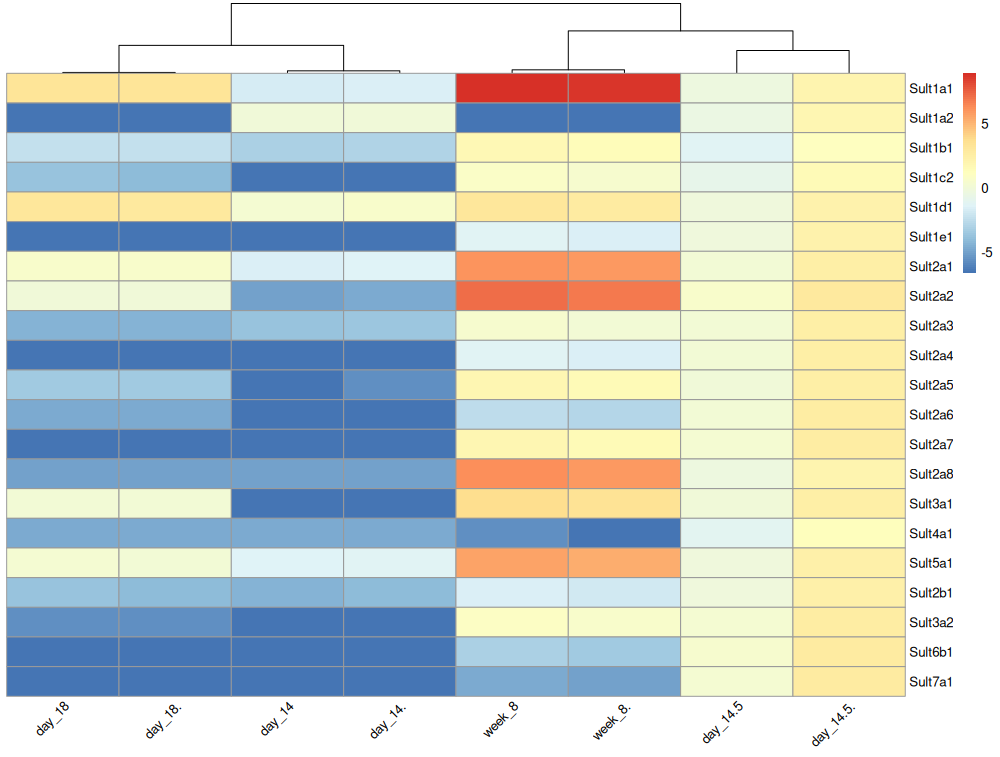 Sult1a1
Sult1a2
Sult1b1
Sult1c2
Sult1d1
Sult1e1
Sult2a1
Sult2a2
Sult2a3
Sult2a4
Sult2a5
Sult2a6
Sult2a7
Sult2a8
Sult3a1
Sult4a1
Sult5a1
Sult2b1
Sult3a2
Sult6b1
Sult7a1
5
0
-5
day_18
day_18.
day_14
day_14.
week_8
week_8.
day_14.5
day_14.5.